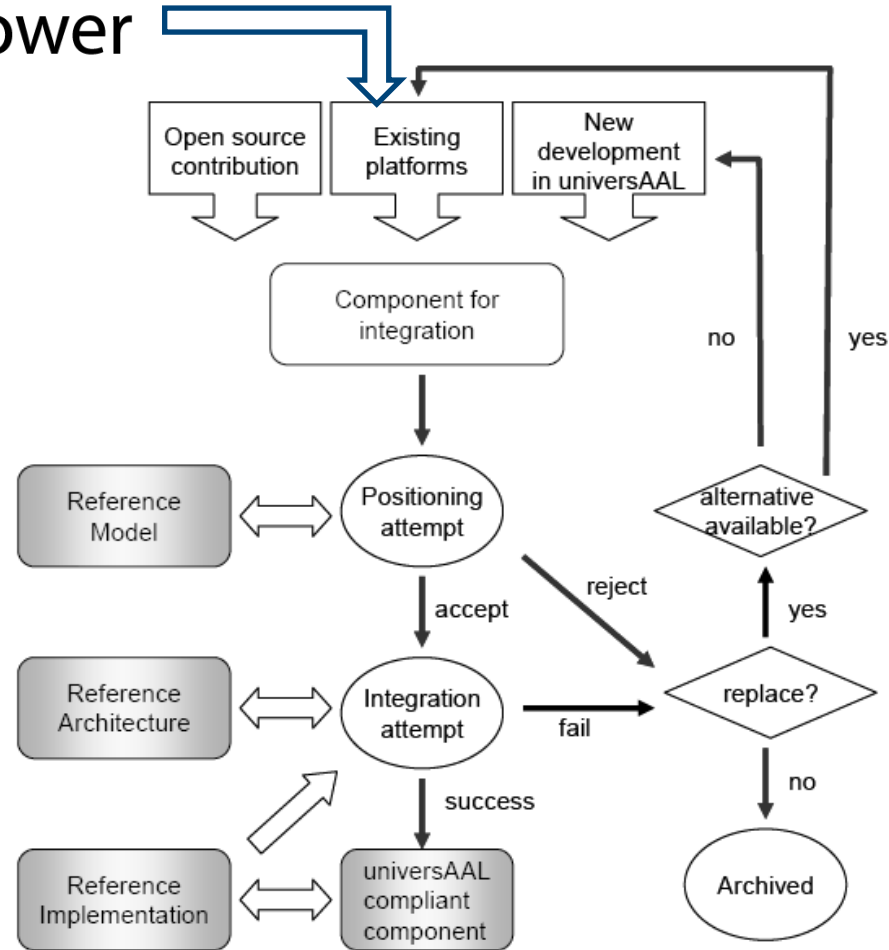 ower
Open source
contribution
Existing
platforms
New
development
in universAAL
Component for
integration
no
yes
Reference
Model
Positioning
attempt
alternative
available?
reject
accept
yes
Reference
Architecture
Integration
attempt
replace?
fail
success
no
Reference
Implementation
universAAL
compliant
component
Archived